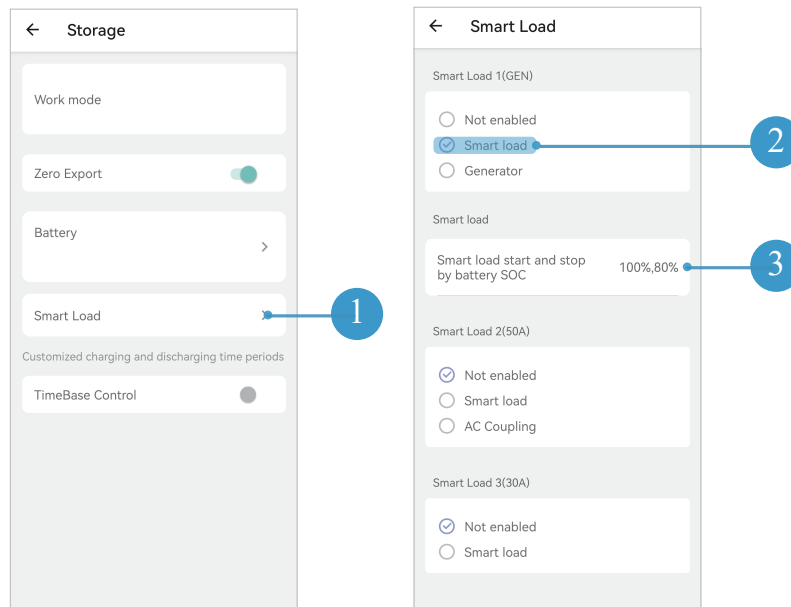 Storage
Work mode
Zero Export
Battery
Smart Load
1
Customized charging and discharging time periods
TimeBase Control
Smart Load
Smart Load 1(GEN)
Not enabled
Smart load
2
Generator
Smart load
Smart load start and stop
by battery SOC
100%,80%
3
Smart Load 2(50A)
Not enabled
Smart load
AC Coupling
Smart Load 3(30A)
Not enabled
Smart load